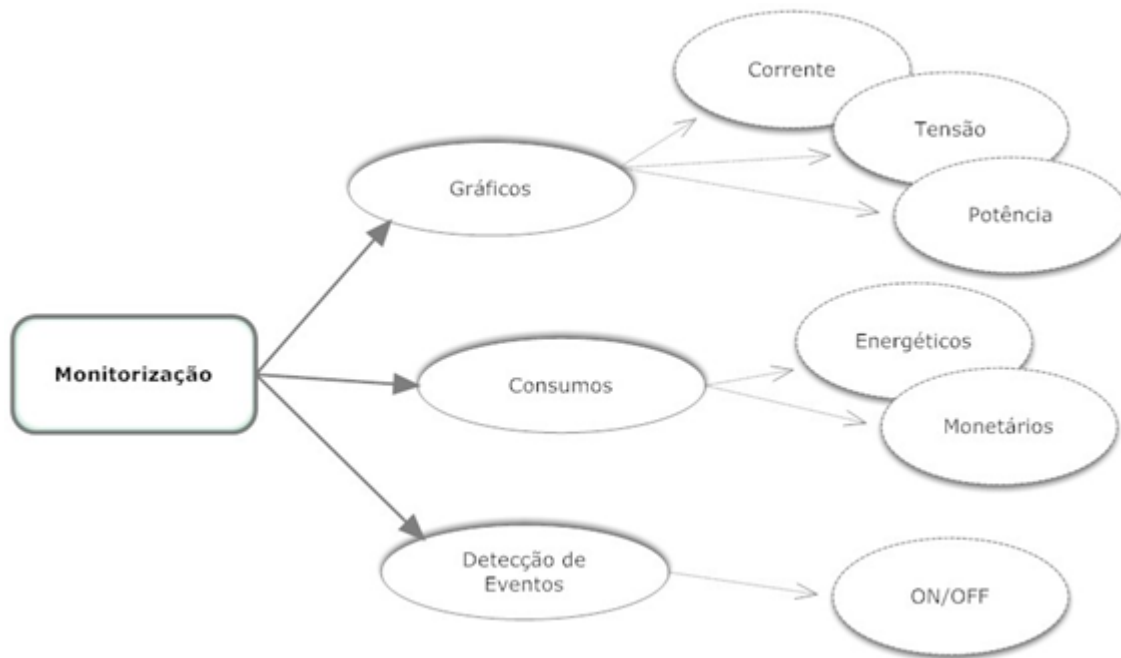 Corrente
Tensão
Gráficos
Potência
Energéticos
Monitorização
Consumos
Monetários
Detecção de
Eventos
ON/OFF